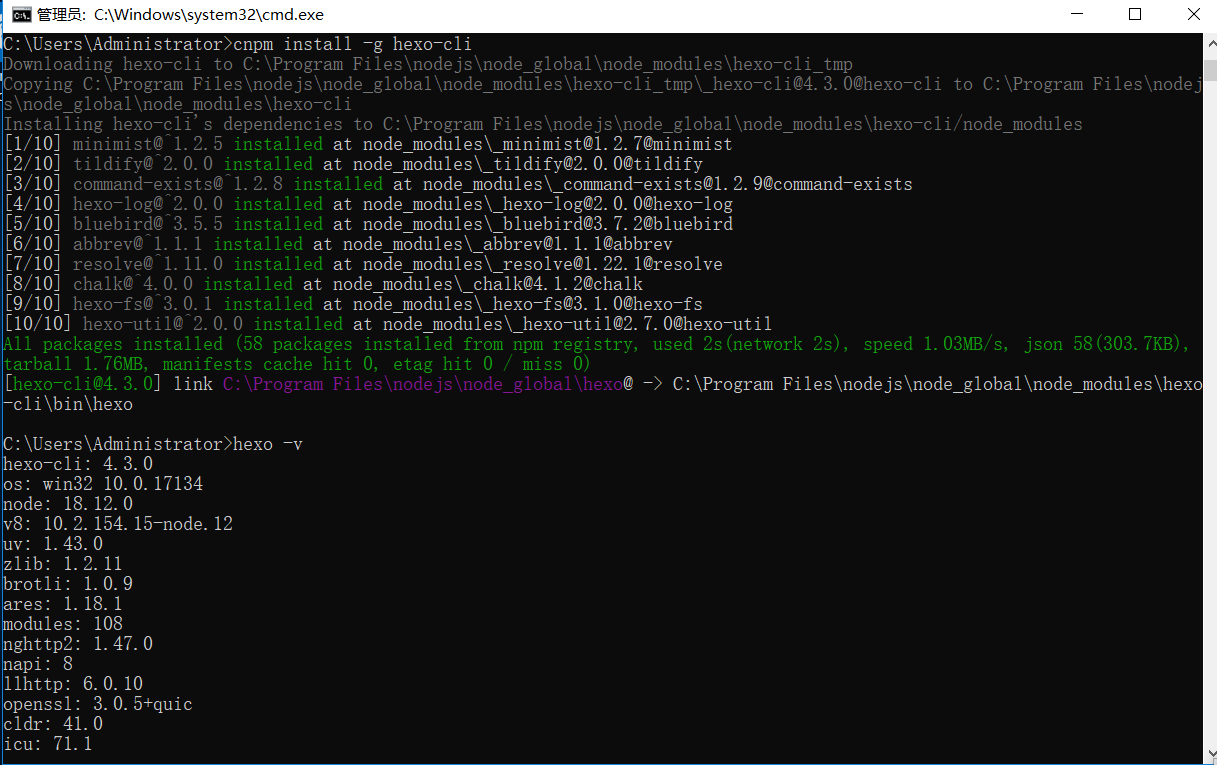 管理员: C:\Windows\system32\cmd.exe
C:\Users\Administrator>cnpm install -g hexo-cli
Downloading hexo-cli to C:\Program Files\nodejs\node_global\node_modules\hexo-cli_tmp
Copying C:\Program Files\nodejs\node_global\node_modules\hexo-cli_tmp\_hexo-cli@4.3.0@hexo-cli to C:\Program Files\nodej
s\node_global\node_modules\hexo-cli
Installing hexo-cli's dependencies to C:\Program Files\nodejs\node_global\node_modules\hexo-cli/node_modules
[1/10] minimist@^1.2.5 installed at node_modules\_minimist@1.2.7@minimist
[2/10] tildify@^2.0.0 installed at node_modules\_tildify@2.0.0@tildify
[3/10] command-exists@^1.2.8 installed at node_modules\_command-exists@1.2.9@command-exists
[4/10] hexo-log@^2.0.0 installed at node_modules\_hexo-log@2.0.0@hexo-log
[5/10] bluebird@^3.5.5 installed at node_modules\_bluebird@3.7.2@bluebird
[6/10] abbrev@^1.1.1 installed at node_modules\_abbrev@1.1.1@abbrev
[7/10] resolve@^1.11.0 installed at node_modules\_resolve@1.22.1@resolve
[8/10] chalk@^4.0.0 installed at node_modules\_chalk@4.1.2@chalk
[9/10] hexo-fs@^3.0.1 installed at node_modules\_hexo-fs@3.1.0@hexo-fs
[10/10] hexo-util@^2.0.0 installed at node_modules\_hexo-util@2.7.0@hexo-util
All packages installed (58 packages installed from npm registry, used 2s(network 2s), speed 1.03MB/s, json 58(303.7KB),
tarball 1.76MB, manifests cache hit 0, etag hit 0 / miss 0)
[hexo-cli@4.3.0] link C:\Program Files\nodejs\node_global\hexo@ -> C:\Program Files\nodejs\node_global\node_modules\hexo
-cli\bin\hexo
C:\Users\Administrator>hexo -v
hexo-cli: 4.3.0
os: win32 10.0.17134
node: 18.12.0
v8: 10.2.154.15-node.12
uv: 1.43.0
zlib: 1.2.11
brotli: 1.0.9
ares: 1.18.1
modules: 108
nghttp2: 1.47.0
napi: 8
llhttp: 6.0.10
openssl: 3.0.5+quic
cldr: 41.0
icu: 71.1